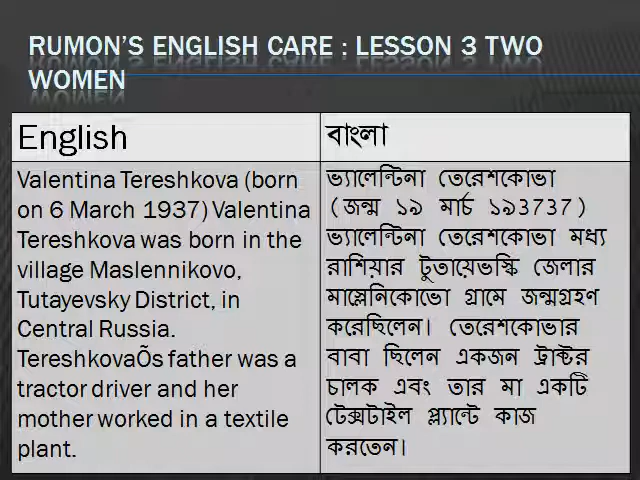 RUMON'S ENGLISH CARE : LESSON 3 TWO
WOMEN
English
Valentina Tereshkova (born
on 6 March 1937) Valentina
Tereshkova was born in the
village Maslennikovo,
Tutayevsky District, in
Central Russia.
TereshkovaÕs father was a
tractor driver and her
mother worked in a textile
plant.
বাংলা
ভ্যালেন্টিনা তেরেশকোভা
(জন্ম ১৯ মার্চ ১৯3737)
ভ্যালেন্টিনা তেরেশকোভা মধ্য
রাশিয়ার টুতায়েভস্কি জেলার
মাস্লেনিকোভো গ্রামে জন্মগ্রহণ
করেছিলেন। তেরেশকোভার
বাবা ছিলেন একজন ট্রাক্টর
চালক এবং তার মা একটি
টেক্সটাইল প্ল্যান্টে কাজ
করতেন।